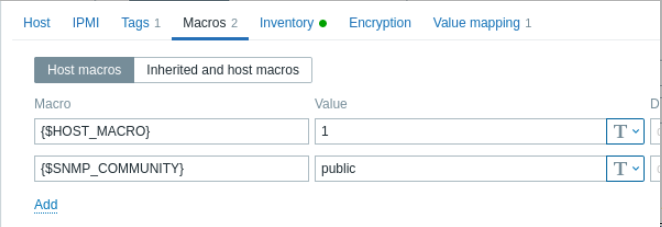 Host IPMI Tags 1 Macros 2 Inventory Encryption Value mapping 1
Host macros Inherited and host macros
Macro Value D
{$HOST_MACRO} 1 T
{$SNMP_COMMUNITY} public T
Add